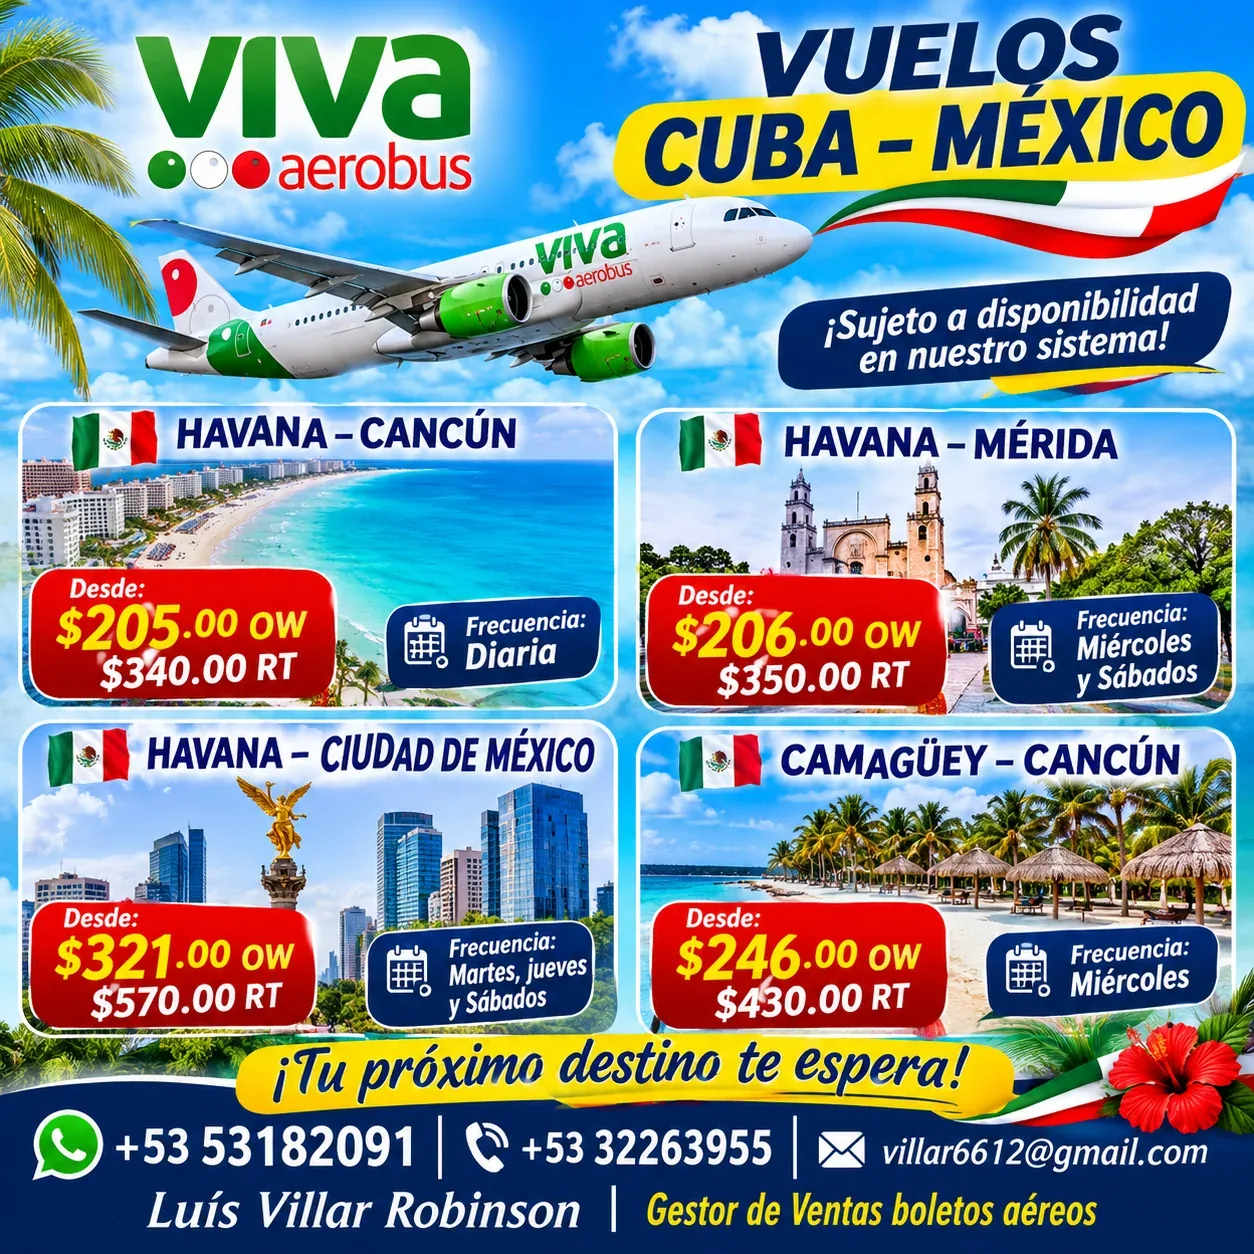 viva
aerobus
VUELOS
CUBA - MÉXICO
viva
aerobus
¡Sujeto a disponibilidad
en nuestro sistema!
HAVANA – CANCÚN
Desde:
$205.00 OW
$340.00 RT
Frecuencia:
Diaria
HAVANA – MÉRIDA
Desde:
$206.00 OW
$350.00 RT
Frecuencia:
Miércoles
y Sábados
HAVANA – CIUDAD DE MÉXICO
Desde:
$321.00 OW
$570.00 RT
Frecuencia:
Martes, jueves
y Sábados
CAMAGÜEY – CANCÚN
Desde:
$246.00 OW
$430.00 RT
Frecuencia:
Miércoles
¡Tu próximo destino te espera!
+53 53182091 | +53 32263955 | villar6612@gmail.com
Luís Villar Robinson | Gestor de Ventas boletos aéreos